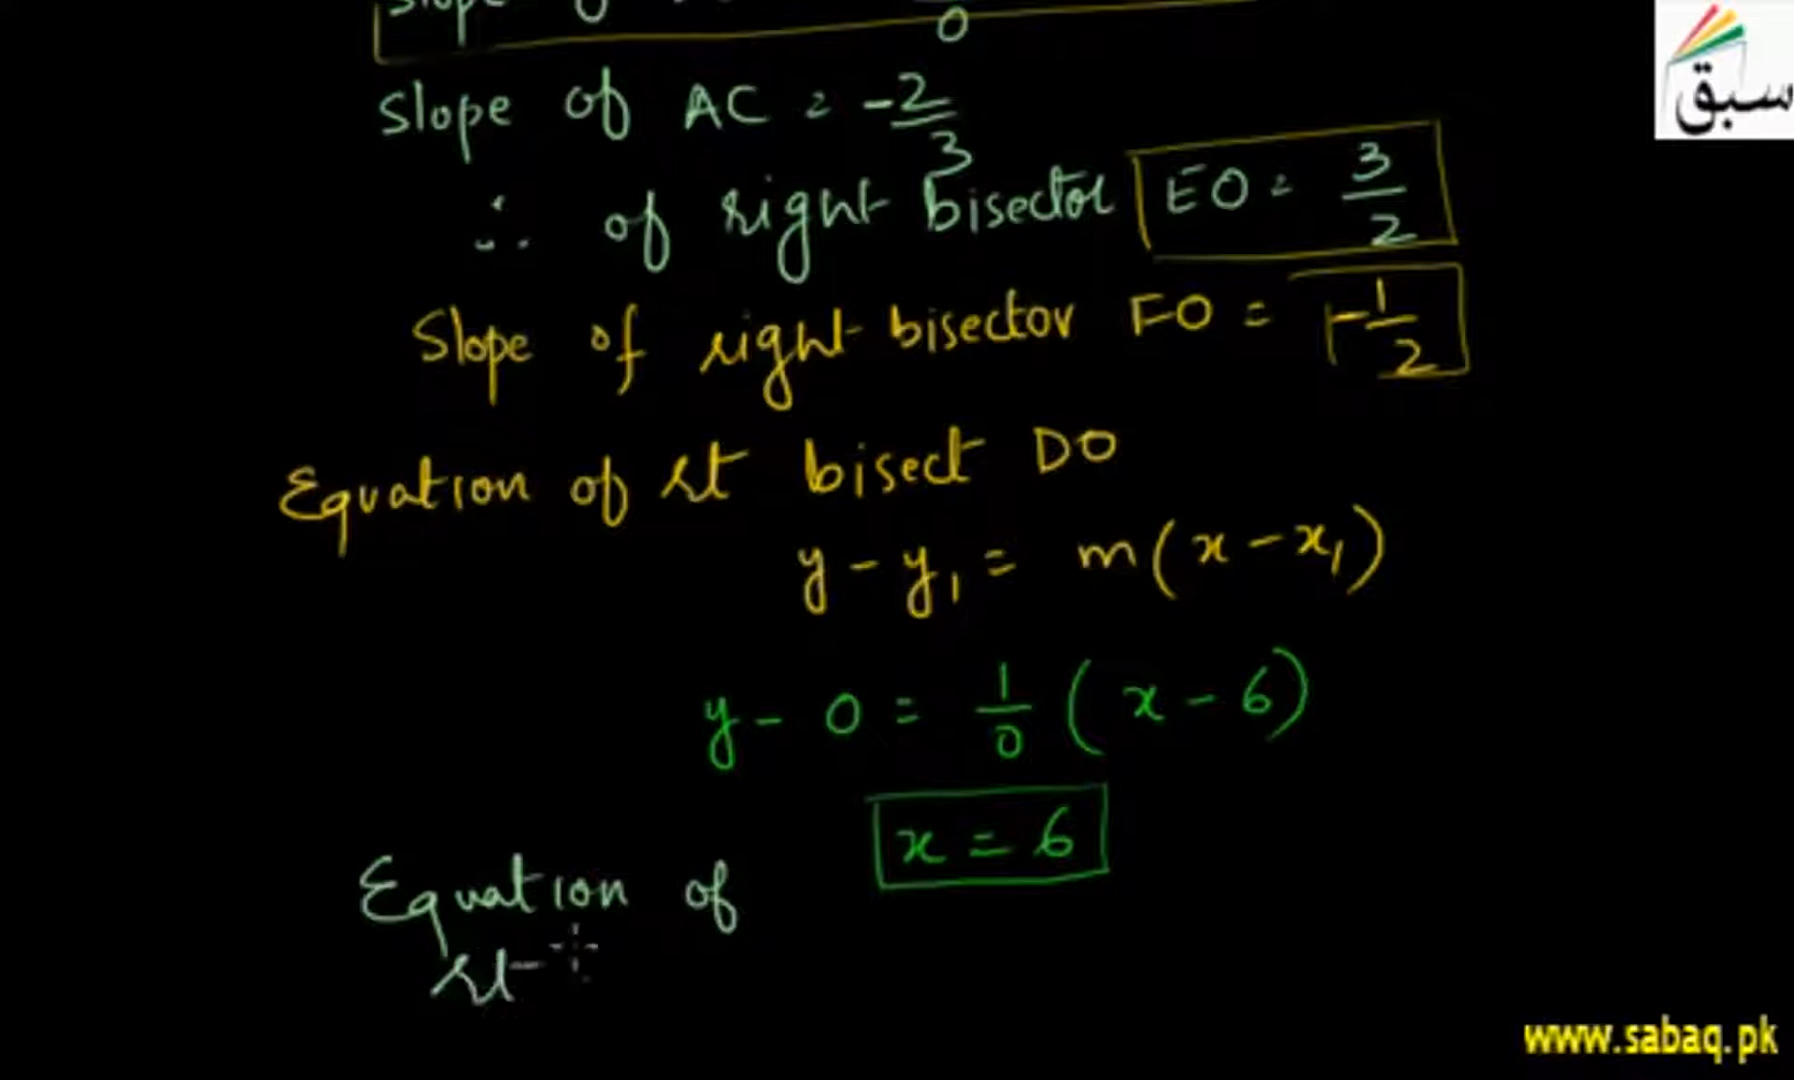 slope
0
سبق
slope of AC = -2/3
∴ of right bisector EO = 3/2
Slope of right bisector FO = -1/2
Equation of rt bisect DO
y - y₁ = m(x - x₁)
y - 0 = 1/0 (x - 6)
x = 6
Equation of
rt
www.sabaq.pk